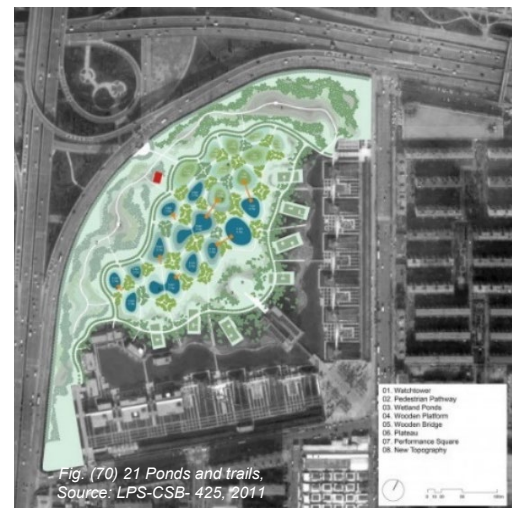 01. Watchtower
02. Pedestrian Pathway
03. Wetland Ponds
04. Wooden Platform
05. Wooden Bridge
06. Plateau
07. Performance Square
08. New Topography
Fig. (70) 21 Ponds and trails,
Source: LPS-CSB- 425, 2011